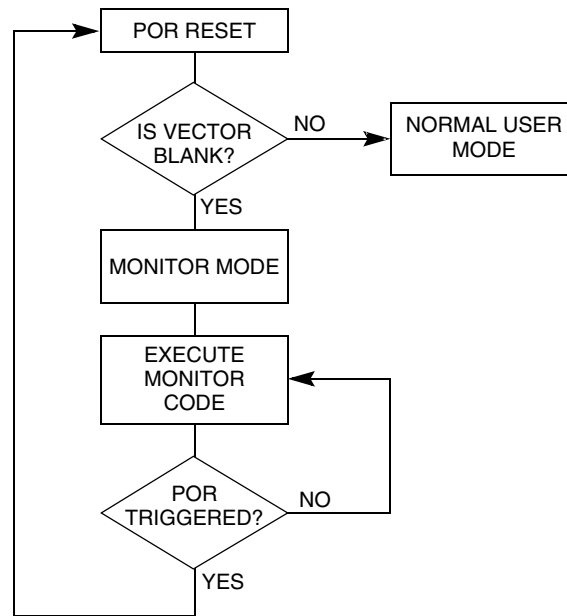 POR RESET
IS VECTOR
BLANK?
NO
NORMAL USER
MODE
YES
MONITOR MODE
EXECUTE
MONITOR
CODE
POR
TRIGGERED?
NO
YES